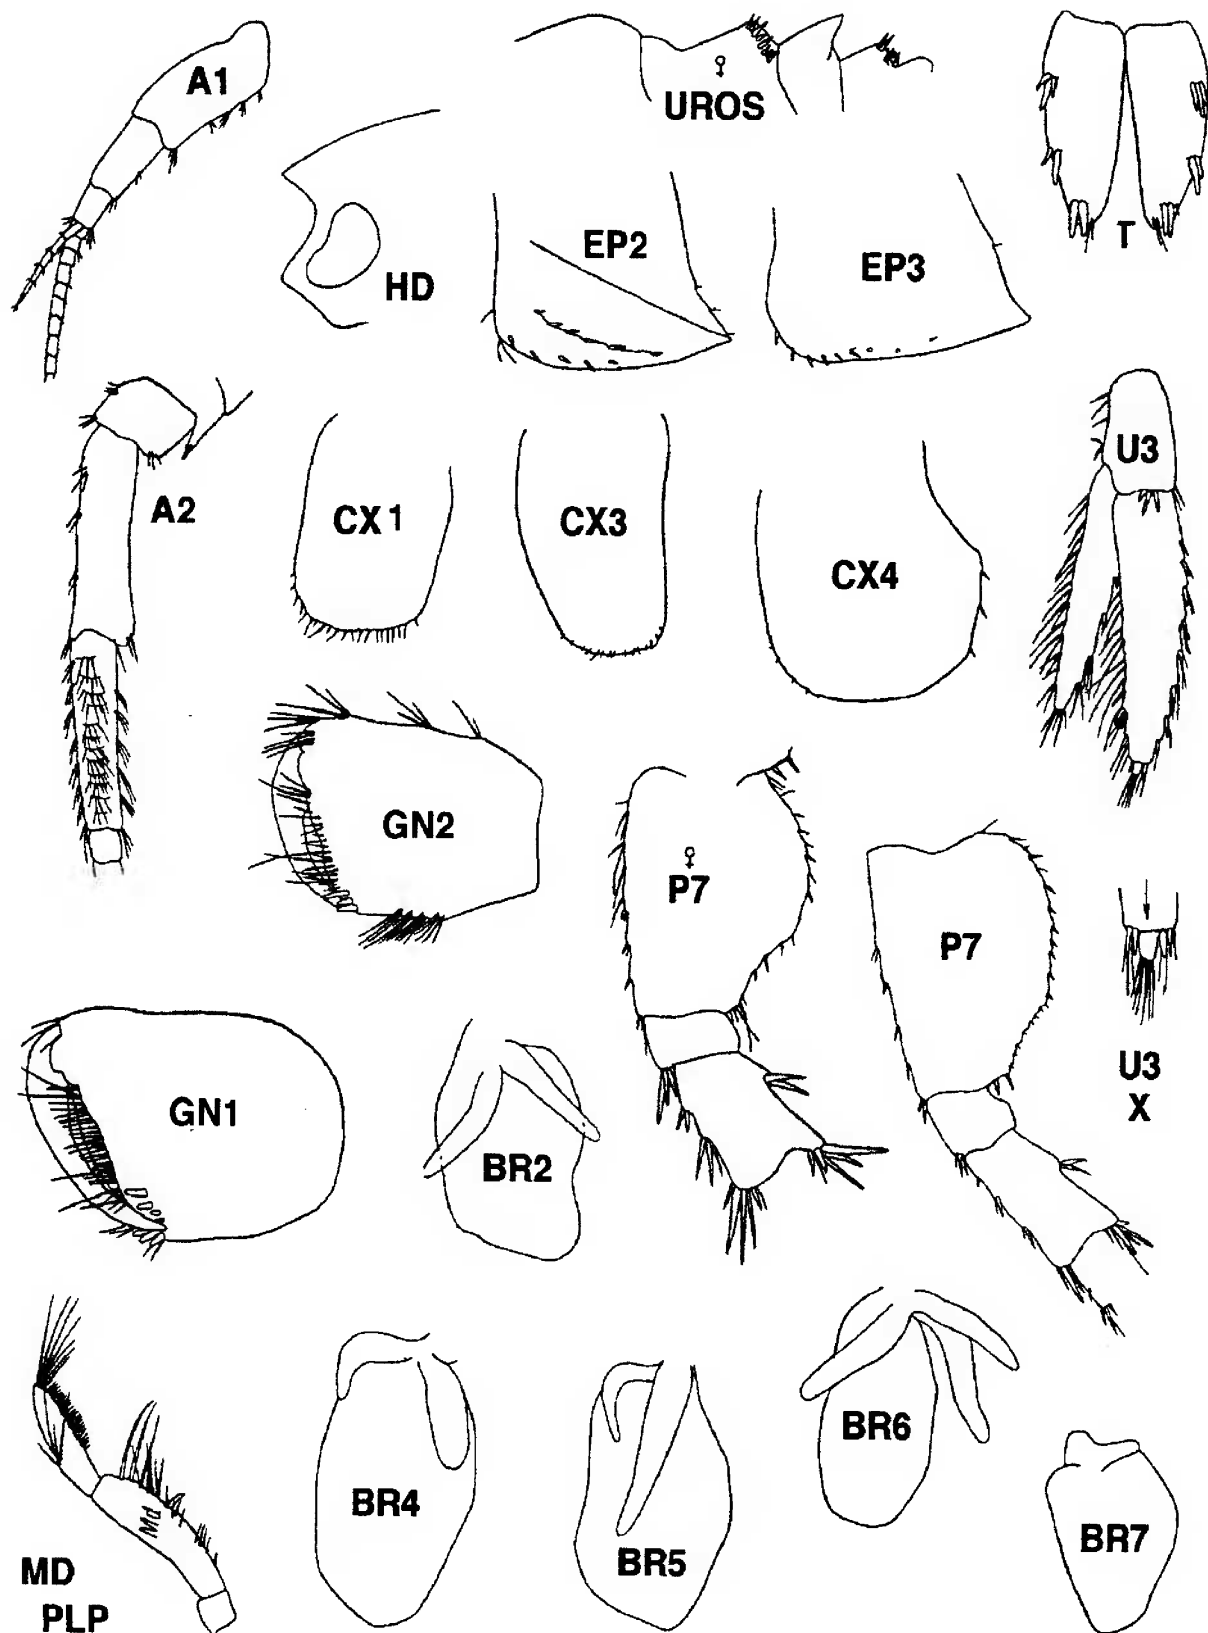 A1
♀
UROS
T
HD
EP2
EP3
A2
CX1
CX3
CX4
U3
GN2
♀
P7
P7
U3
X
GN1
BR2
Md
MD
PLP
BR4
BR5
BR6
BR7